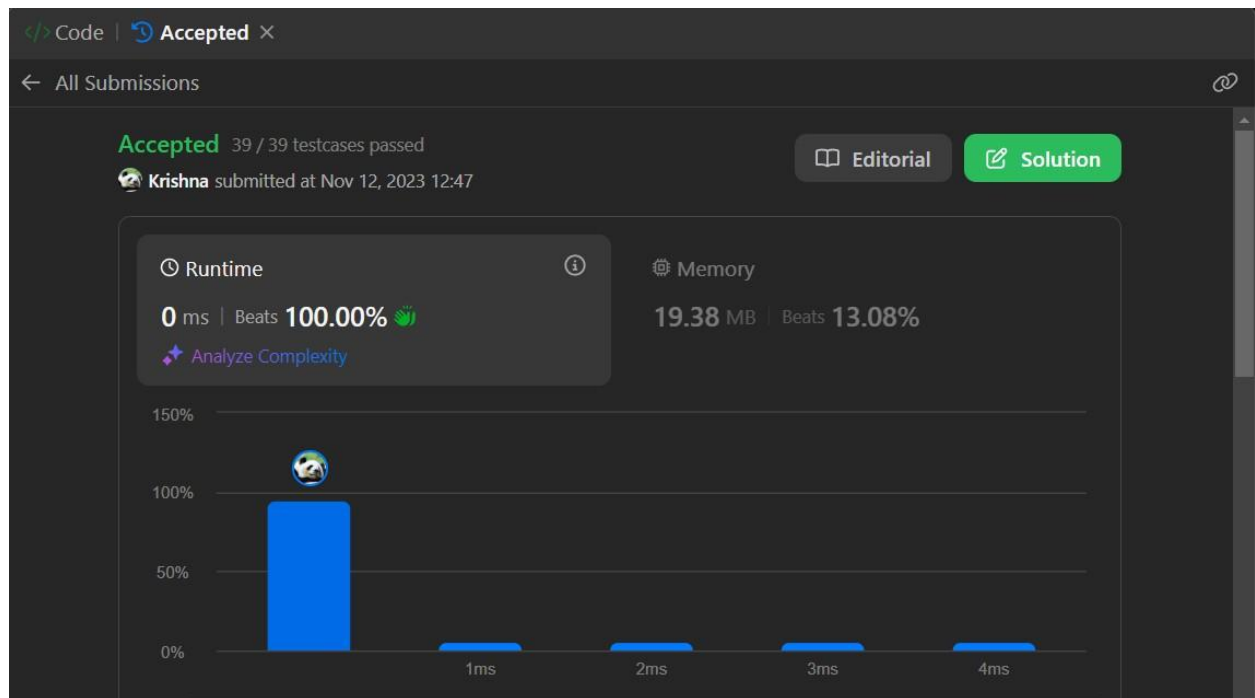 </> Code | Accepted ×
← All Submissions
Accepted 39 / 39 testcases passed
Editorial
Solution
Krishna submitted at Nov 12, 2023 12:47
Runtime
0 ms | Beats 100.00%
Analyze Complexity
Memory
19.38 MB | Beats 13.08%
150%
100%
50%
0%
1ms
2ms
3ms
4ms